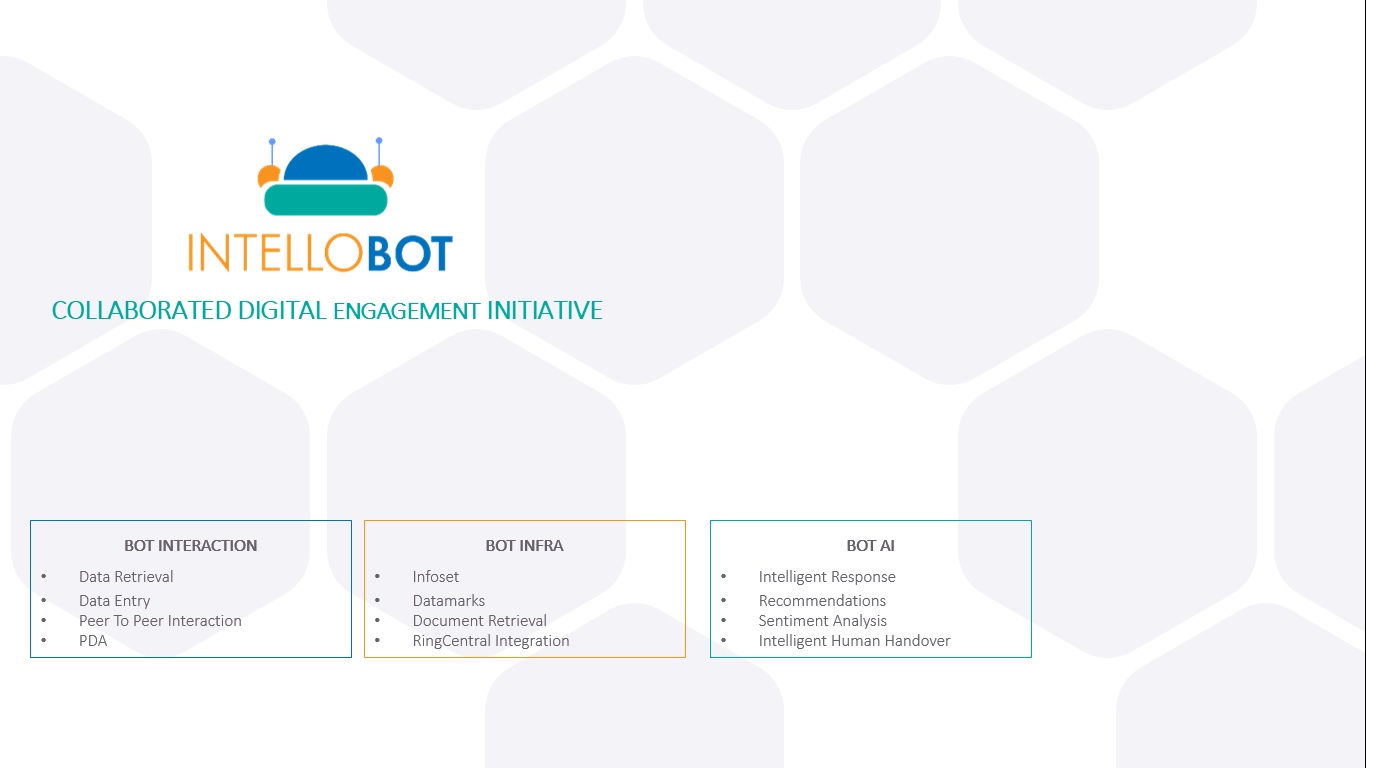 INTELLOBOT
COLLABORATED DIGITAL ENGAGEMENT INITIATIVE
BOT INTERACTION
• Data Retrieval
• Data Entry
• Peer To Peer Interaction
• PDA
BOT INFRA
• Infoset
• Datamarks
• Document Retrieval
• RingCentral Integration
BOT AI
• Intelligent Response
• Recommendations
• Sentiment Analysis
• Intelligent Human Handover